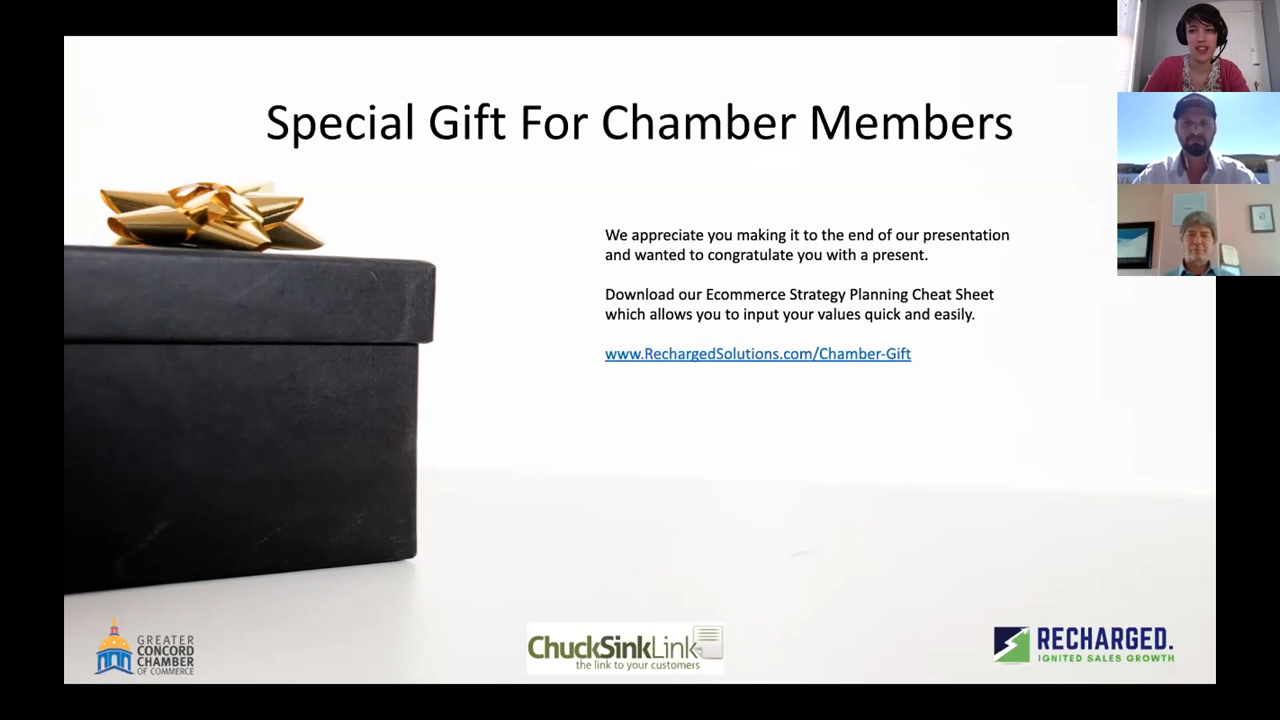 Special Gift For Chamber Members
We appreciate you making it to the end of our presentation
and wanted to congratulate you with a present.
Download our Ecommerce Strategy Planning Cheat Sheet
which allows you to input your values quick and easily.
www.RechargedSolutions.com/Chamber-Gift
GREATER
CONCORD
CHAMBER
OF COMMERCE
ChuckSinkLink
the link to your customers
RECHARGED.
IGNITED SALES GROWTH